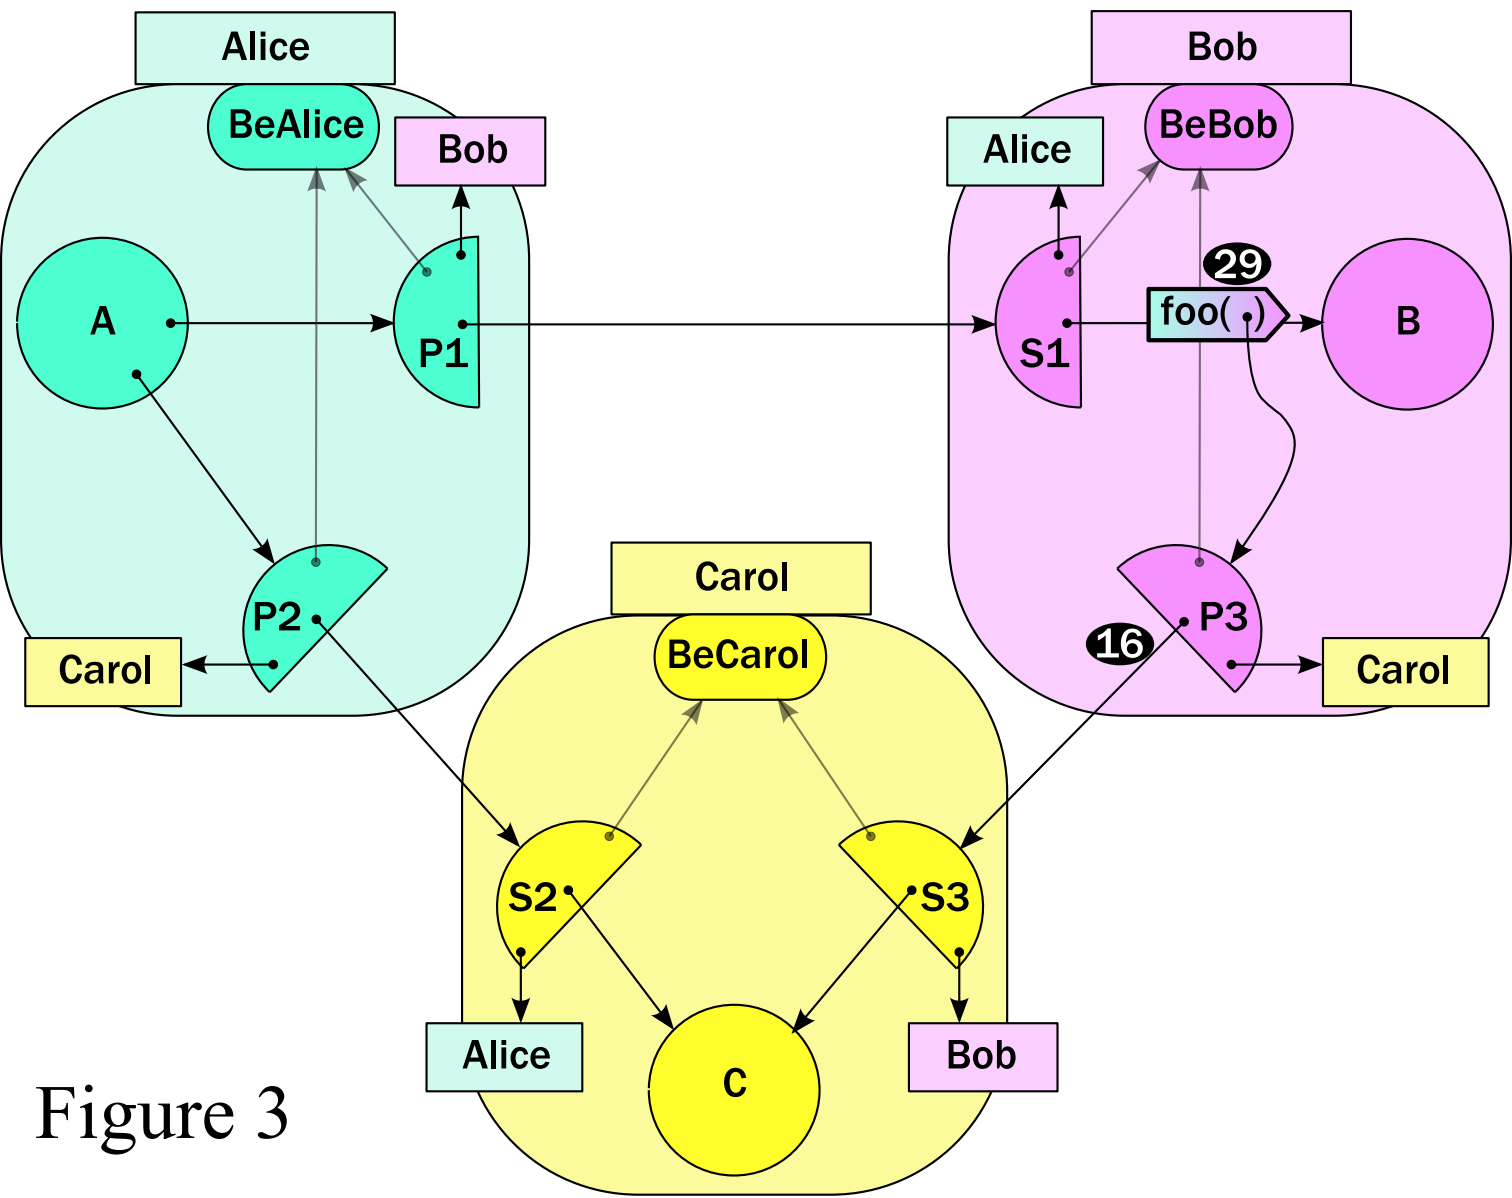 Alice
Bob
BeAlice
Bob
Alice
BeBob
29
A
foo( )
B
P1
S1
Carol
P2
P3
16
Carol
BeCarol
Carol
S2
S3
Alice
C
Bob
Figure 3